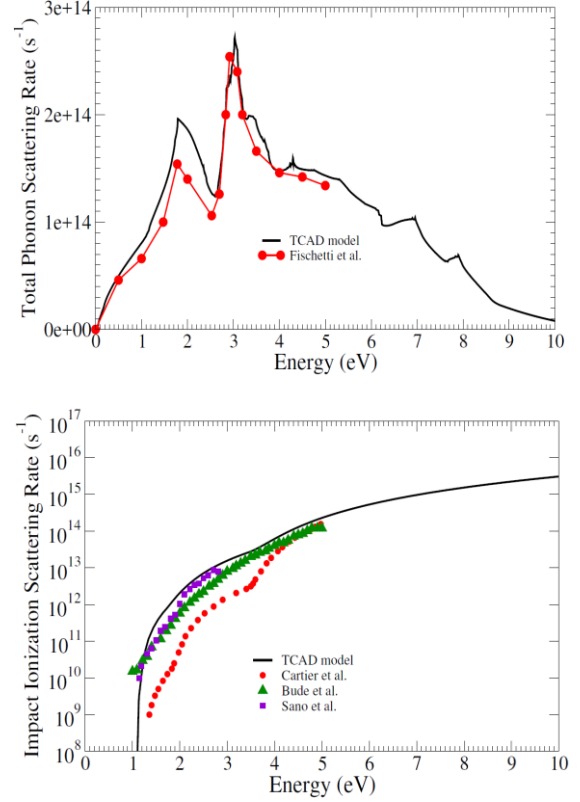 Total Phonon Scattering Rate (s⁻¹)
3e+14
2e+14
1e+14
0e+00
TCAD model
Fischetti et al.
0 1 2 3 4 5 6 7 8 9 10
Energy (eV)
Impact Ionization Scattering Rate (s⁻¹)
10¹⁷
10¹⁶
10¹⁵
10¹⁴
10¹³
10¹²
10¹¹
10¹⁰
10⁹
10⁸
TCAD model
Cartier et al.
Bude et al.
Sano et al.
0 1 2 3 4 5 6 7 8 9 10
Energy (eV)